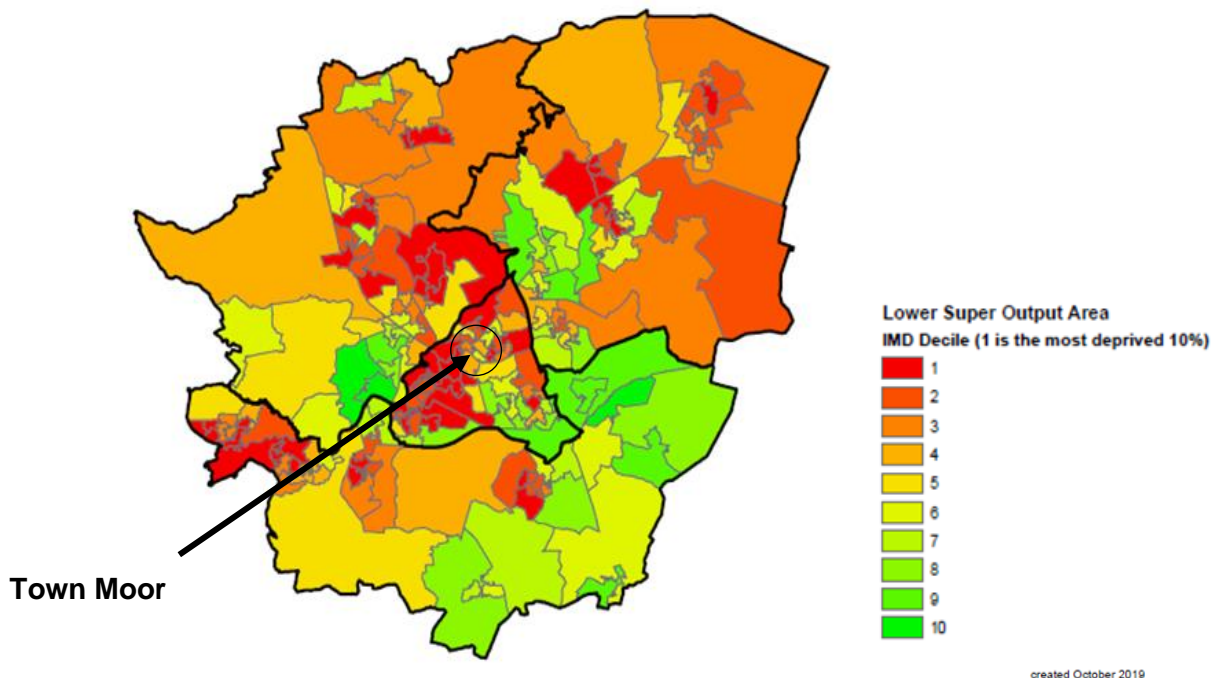 Town Moor
Lower Super Output Area
IMD Decile (1 is the most deprived 10%)
1
2
3
4
5
6
7
8
9
10
created October 2019